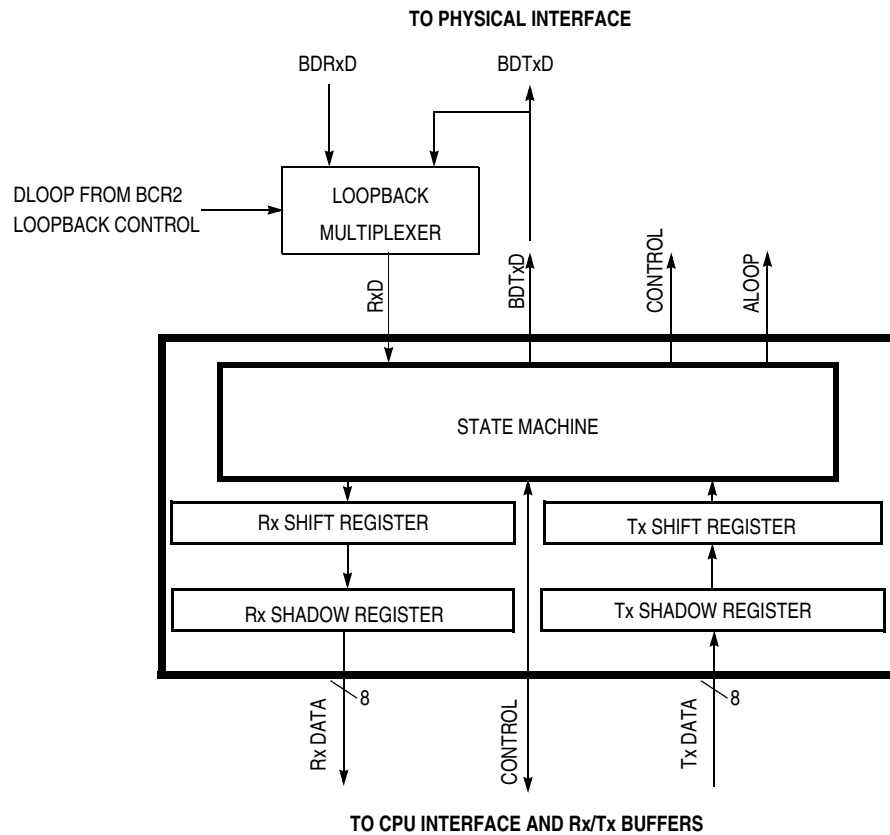 TO PHYSICAL INTERFACE
BDRxD
BDTxD
DLOOP FROM BCR2
LOOPBACK CONTROL
LOOPBACK
MULTIPLEXER
RxD
BDTxD
CONTROL
ALOOP
STATE MACHINE
Rx SHIFT REGISTER
Tx SHIFT REGISTER
Rx SHADOW REGISTER
Tx SHADOW REGISTER
8
8
Rx DATA
CONTROL
Tx DATA
TO CPU INTERFACE AND Rx/Tx BUFFERS